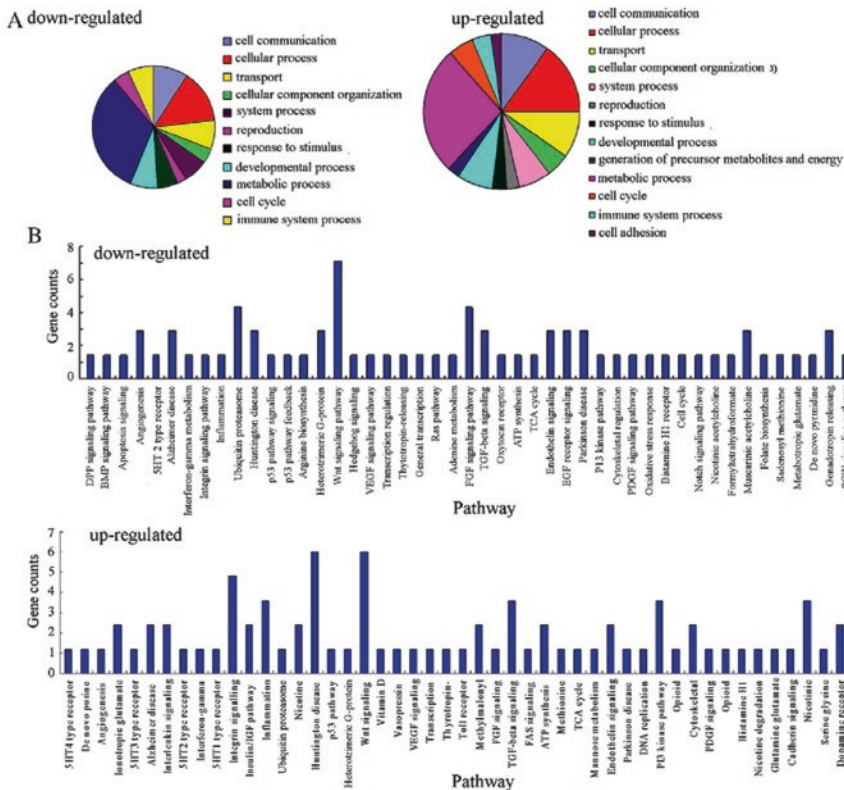 A
down-regulated
cell communication
cellular process
transport
cellular component organization
system process
reproduction
response to stimulus
developmental process
metabolic process
cell cycle
immune system process
up-regulated
cell communication
cellular process
transport
cellular component organization 3)
system process
reproduction
response to stimulus
developmental process
generation of precursor metabolites and energy
metabolic process
cell cycle
immune system process
cell adhesion
B
down-regulated
Gene counts
8
6
4
2
0
DPP signaling pathway
BMP signaling pathway
Apoptosis signaling
Angiogenesis
5HT 2 type receptor
Alzheimer disease
Interferon-gamma metabolism
Integrin signaling pathway
Inflammation
Ubiquitin proteasome
Huntington disease
p53 pathway signaling
p53 pathway feedback
Arginine biosynthesis
Heterotrimeric G-protein
Wnt signaling pathway
Hedgehog signaling
VEGF signaling pathway
Transcription regulation
Thytotropin-releasing
General transcription
Ras pathway
Adenine metabolism
FGF signaling pathway
TGF-beta signaling
Oxytocin receptor
ATP synthesis
TCA cycle
Endothelin signaling
EGF receptor signaling
Parkinson disease
P13 kinase pathway
Cytoskeletal regulation
PDGF signaling pathway
Oxidative stress response
Bistamine H1 receptor
Cell cycle
Notch signaling pathway
Nicotinic acetylcholine
Formyltetrahydroformate
Muscarinic acetylcholine
Folate biosynthesis
Sadenosyl methionine
Metabotropic glutamate
De novo pyrmidine
Gonadotropin releasing
Pathway
up-regulated
Gene counts
7
6
5
4
3
2
1
0
5HT4 type receptor
De novo purine
Angiogenesis
Ionotropic glutamate
5HT3 type receptor
Alzheimer disease
Interleukin signaling
5HT2 type receptor
Interferon-gamma
5HT1 type receptor
Integrin signalling
Insulin/IGF pathway
Inflammation
Ubiquitin proteasome
Nicotine
Huntington disease
p53 pathway
Heterotrimeric G-protein
Wnt signaling
Vitamin D
Vasopressin
VEGF signaling
Transcription
Thyrotropin-
Toll receptor
Methylmalonyl
FGF signaling
TGF-beta signaling
FAS signaling
ATP synthesis
Methionine
TCA cycle
Mannose metabolism
Endothelin signaling
Parkinson disease
DNA replication
PI3 kinase pathway
Opioid
Cytoskeletal
PDGF signaling
Opioid
Histamine H1
Nicotine degradation
Glutamine glutamate
Cadherin signaling
Nicotinic
Serine glycine
Dopamine receptor
Pathway